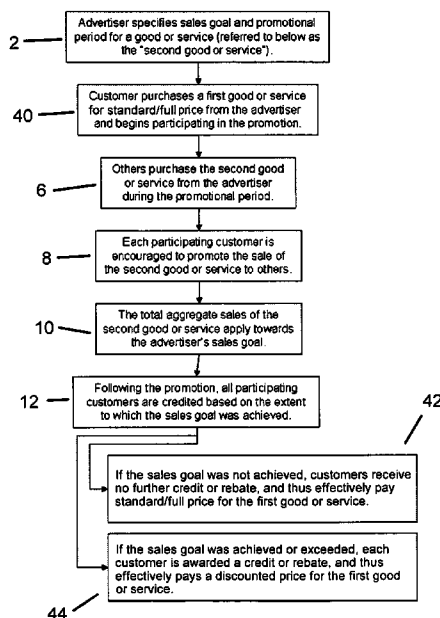 2
Advertiser specifies sales goal and promotional
period for a good or service (referred to below as
the "second good or service").
40
Customer purchases a first good or service
for standard/full price from the advertiser
and begins participating in the promotion.
6
Others purchase the second good
or service from the advertiser
during the promotional period.
8
Each participating customer is
encouraged to promote the sale of
the second good or service to others.
10
The total aggregate sales of the
second good or service apply towards
the advertiser's sales goal.
12
Following the promotion, all participating
customers are credited based on the extent
to which the sales goal was achieved.
42
If the sales goal was not achieved, customers receive
no further credit or rebate, and thus effectively pay
standard/full price for the first good or service.
If the sales goal was achieved or exceeded, each
customer is awarded a credit or rebate, and thus
effectively pays a discounted price for the first good
or service.
44